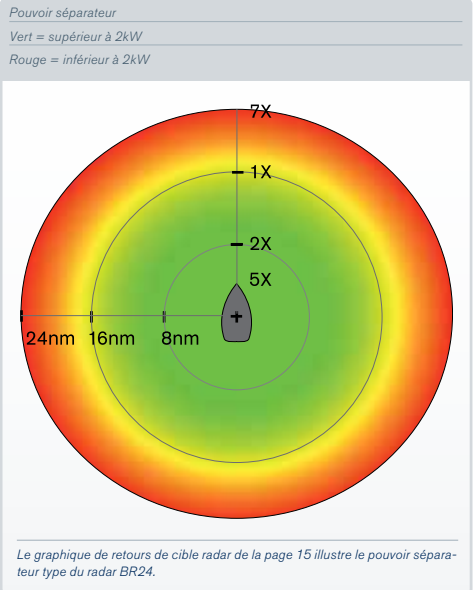 Pouvoir séparateur
Vert = supérieur à 2kW
Rouge = inférieur à 2kW
7X
1X
2X
5X
24nm 16nm 8nm
Le graphique de retours de cible radar de la page 15 illustre le pouvoir sépara-
teur type du radar BR24.